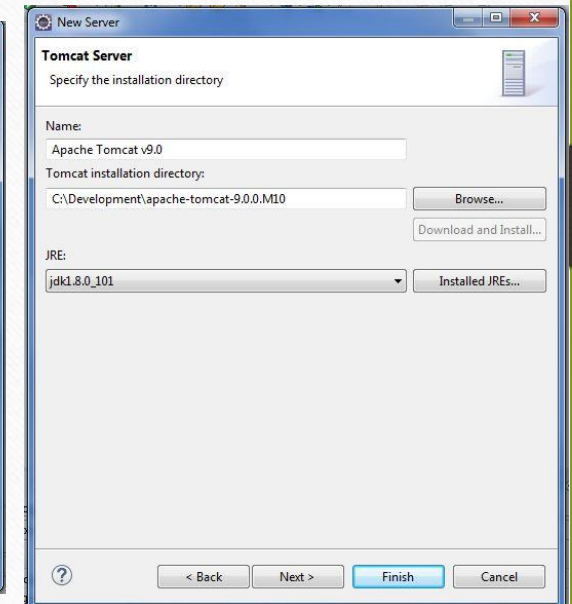 New Server
Tomcat Server
Specify the installation directory
Name:
Apache Tomcat v9.0
Tomcat installation directory:
C:\Development\apache-tomcat-9.0.0.M10
Browse...
Download and Install...
JRE:
jdk1.8.0_101
Installed JREs...
?
< Back
Next >
Finish
Cancel